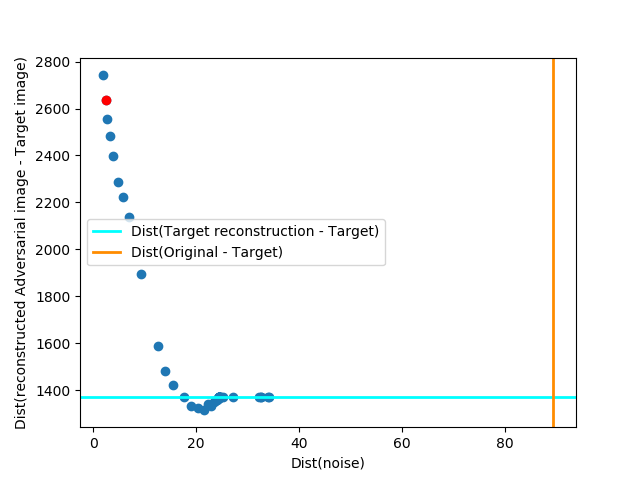 2800
2600
2400
2200
2000
1800
1600
1400
Dist(reconstructed Adversarial image - Target image)
Dist(Target reconstruction - Target)
Dist(Original - Target)
0 20 40 60 80
Dist(noise)